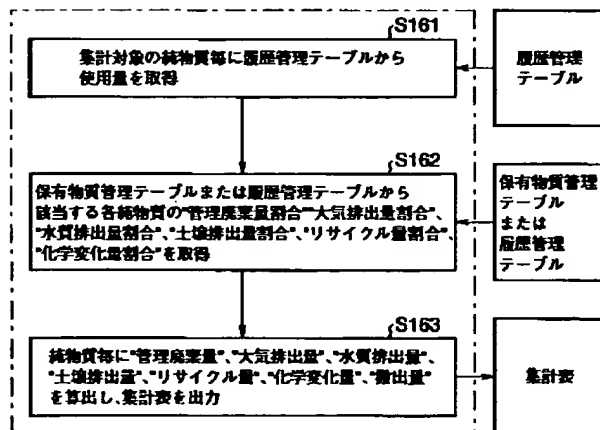 S161
集計対象の純物質毎に履歴管理テーブルから
使用量を取得
履歴管理
テーブル
S162
保有物質管理テーブルまたは履歴管理テーブルから
該当する各純物質の"管理廃棄量割合""大気排出量割合"、
"水質排出量割合"、"土壌排出量割合"、"リサイクル量割合"、
"化学変化量割合"を取得
保有物質管理
テーブル
または
履歴管理
テーブル
S163
純物質毎に"管理廃棄量"、"大気排出量"、"水質排出量"、
"土壌排出量"、"リサイクル量"、"化学変化量"、"搬出量"
を算出し、集計表を出力
集計表